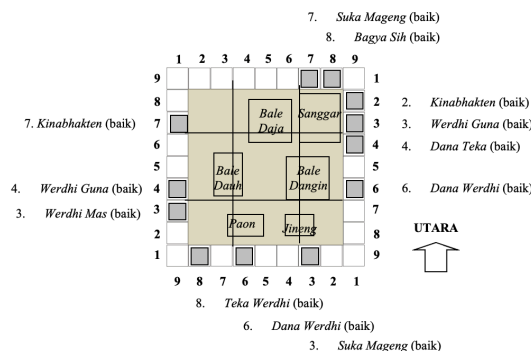 7. Suka Mageng (baik)
8. Bagya Sih (baik)
1 2 3 4 5 6 7 8 9
9 1
8 2 2. Kinabhakten (baik)
7. Kinabhakten (baik) 7 3 3. Werdhi Guna (baik)
6 4 4. Dana Teka (baik)
5 5
4. Werdhi Guna (baik) 4 6 6. Dana Werdhi (baik)
3. Werdhi Mas (baik) 3 7
2 8
1 9
Bale
Daja
Sanggar
Bale
Dauh
Bale
Dangin
Paon
Jineng
UTARA
9 8 7 6 5 4 3 2 1
8. Teka Werdhi (baik)
6. Dana Werdhi (baik)
3. Suka Mageng (baik)